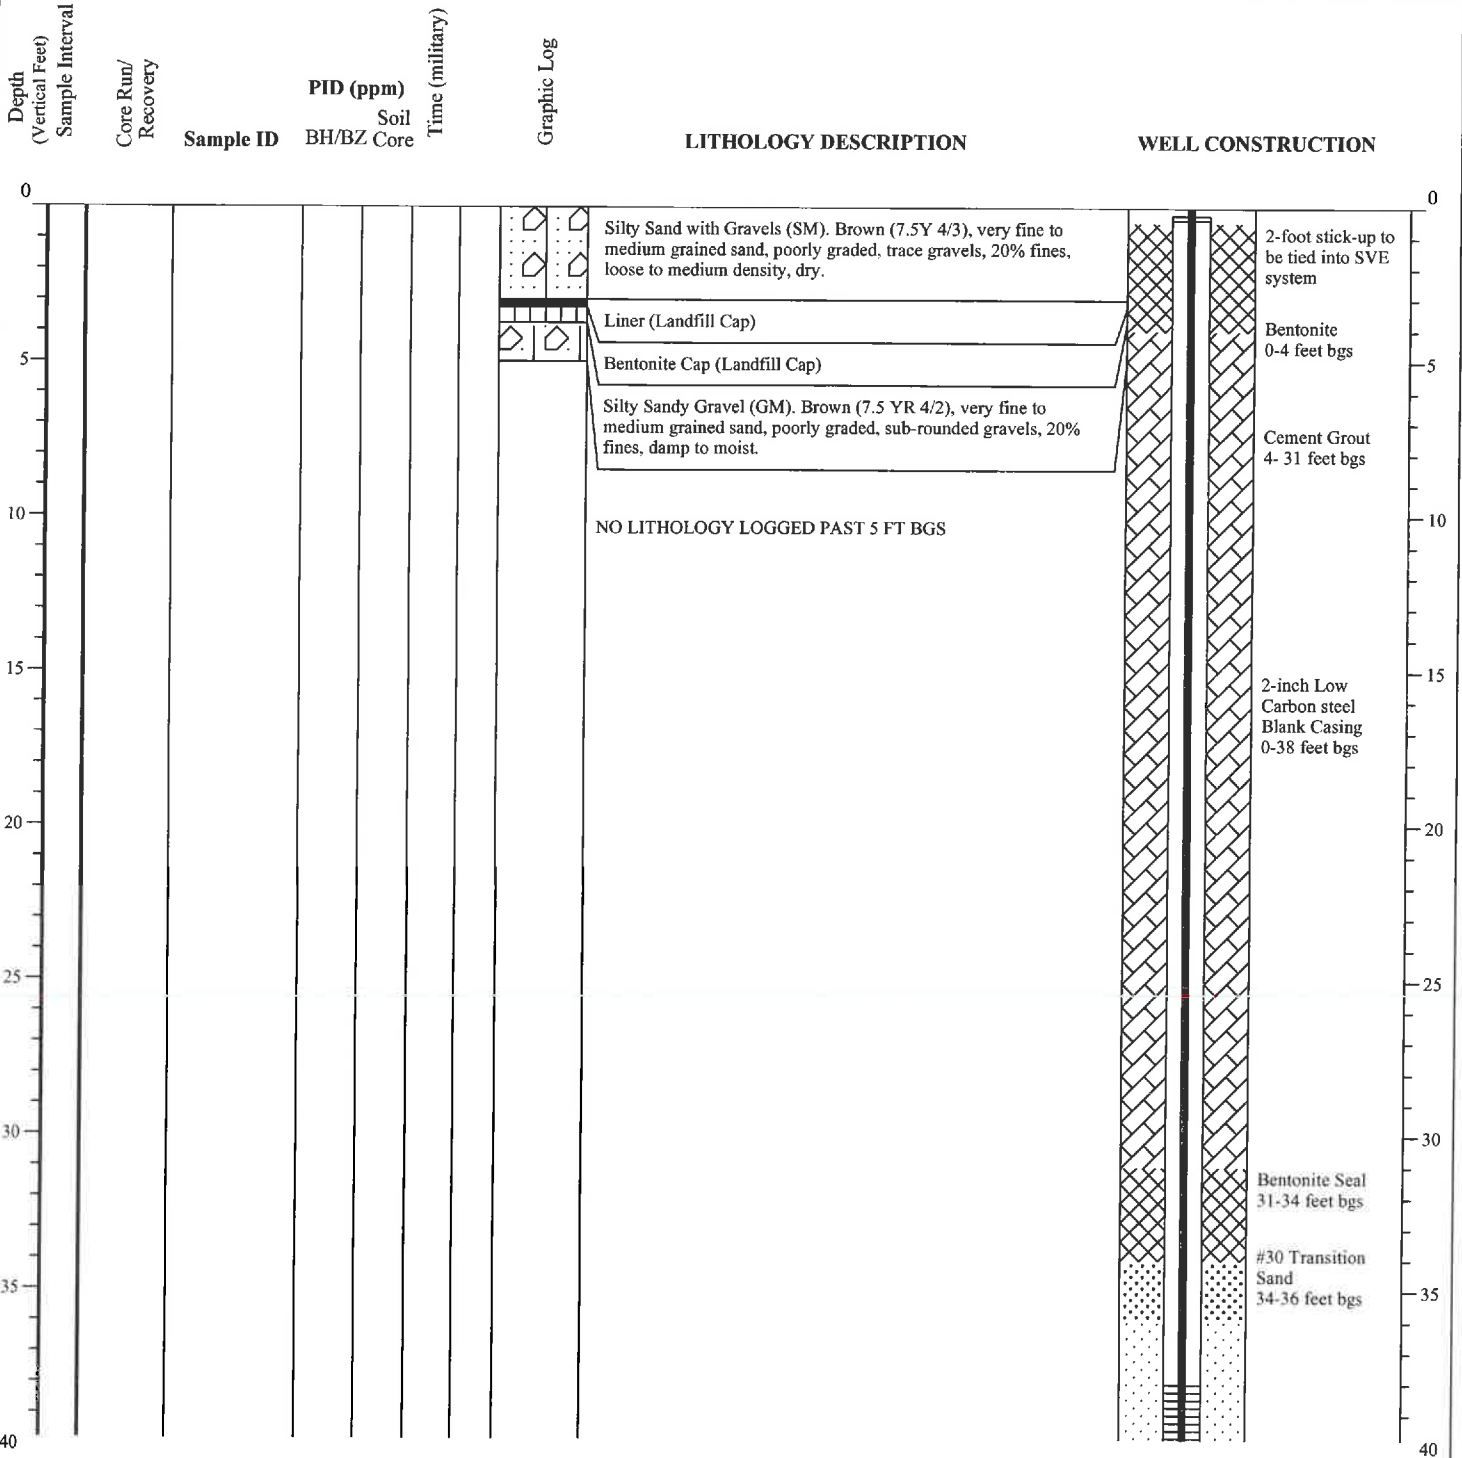 Depth
(Vertical Feet)
Sample Interval
Core Run/
Recovery
Sample ID
PID (ppm)
BH/BZ
Soil
Core
Time (military)
Graphic Log
LITHOLOGY DESCRIPTION
WELL CONSTRUCTION
0
5
10
15
20
25
30
35
40
Silty Sand with Gravels (SM). Brown (7.5Y 4/3), very fine to
medium grained sand, poorly graded, trace gravels, 20% fines,
loose to medium density, dry.
Liner (Landfill Cap)
Bentonite Cap (Landfill Cap)
Silty Sandy Gravel (GM). Brown (7.5 YR 4/2), very fine to
medium grained sand, poorly graded, sub-rounded gravels, 20%
fines, damp to moist.
NO LITHOLOGY LOGGED PAST 5 FT BGS
2-foot stick-up to
be tied into SVE
system
Bentonite
0-4 feet bgs
Cement Grout
4- 31 feet bgs
2-inch Low
Carbon steel
Blank Casing
0-38 feet bgs
Bentonite Seal
31-34 feet bgs
#30 Transition
Sand
34-36 feet bgs
0
5
10
15
20
25
30
35
40